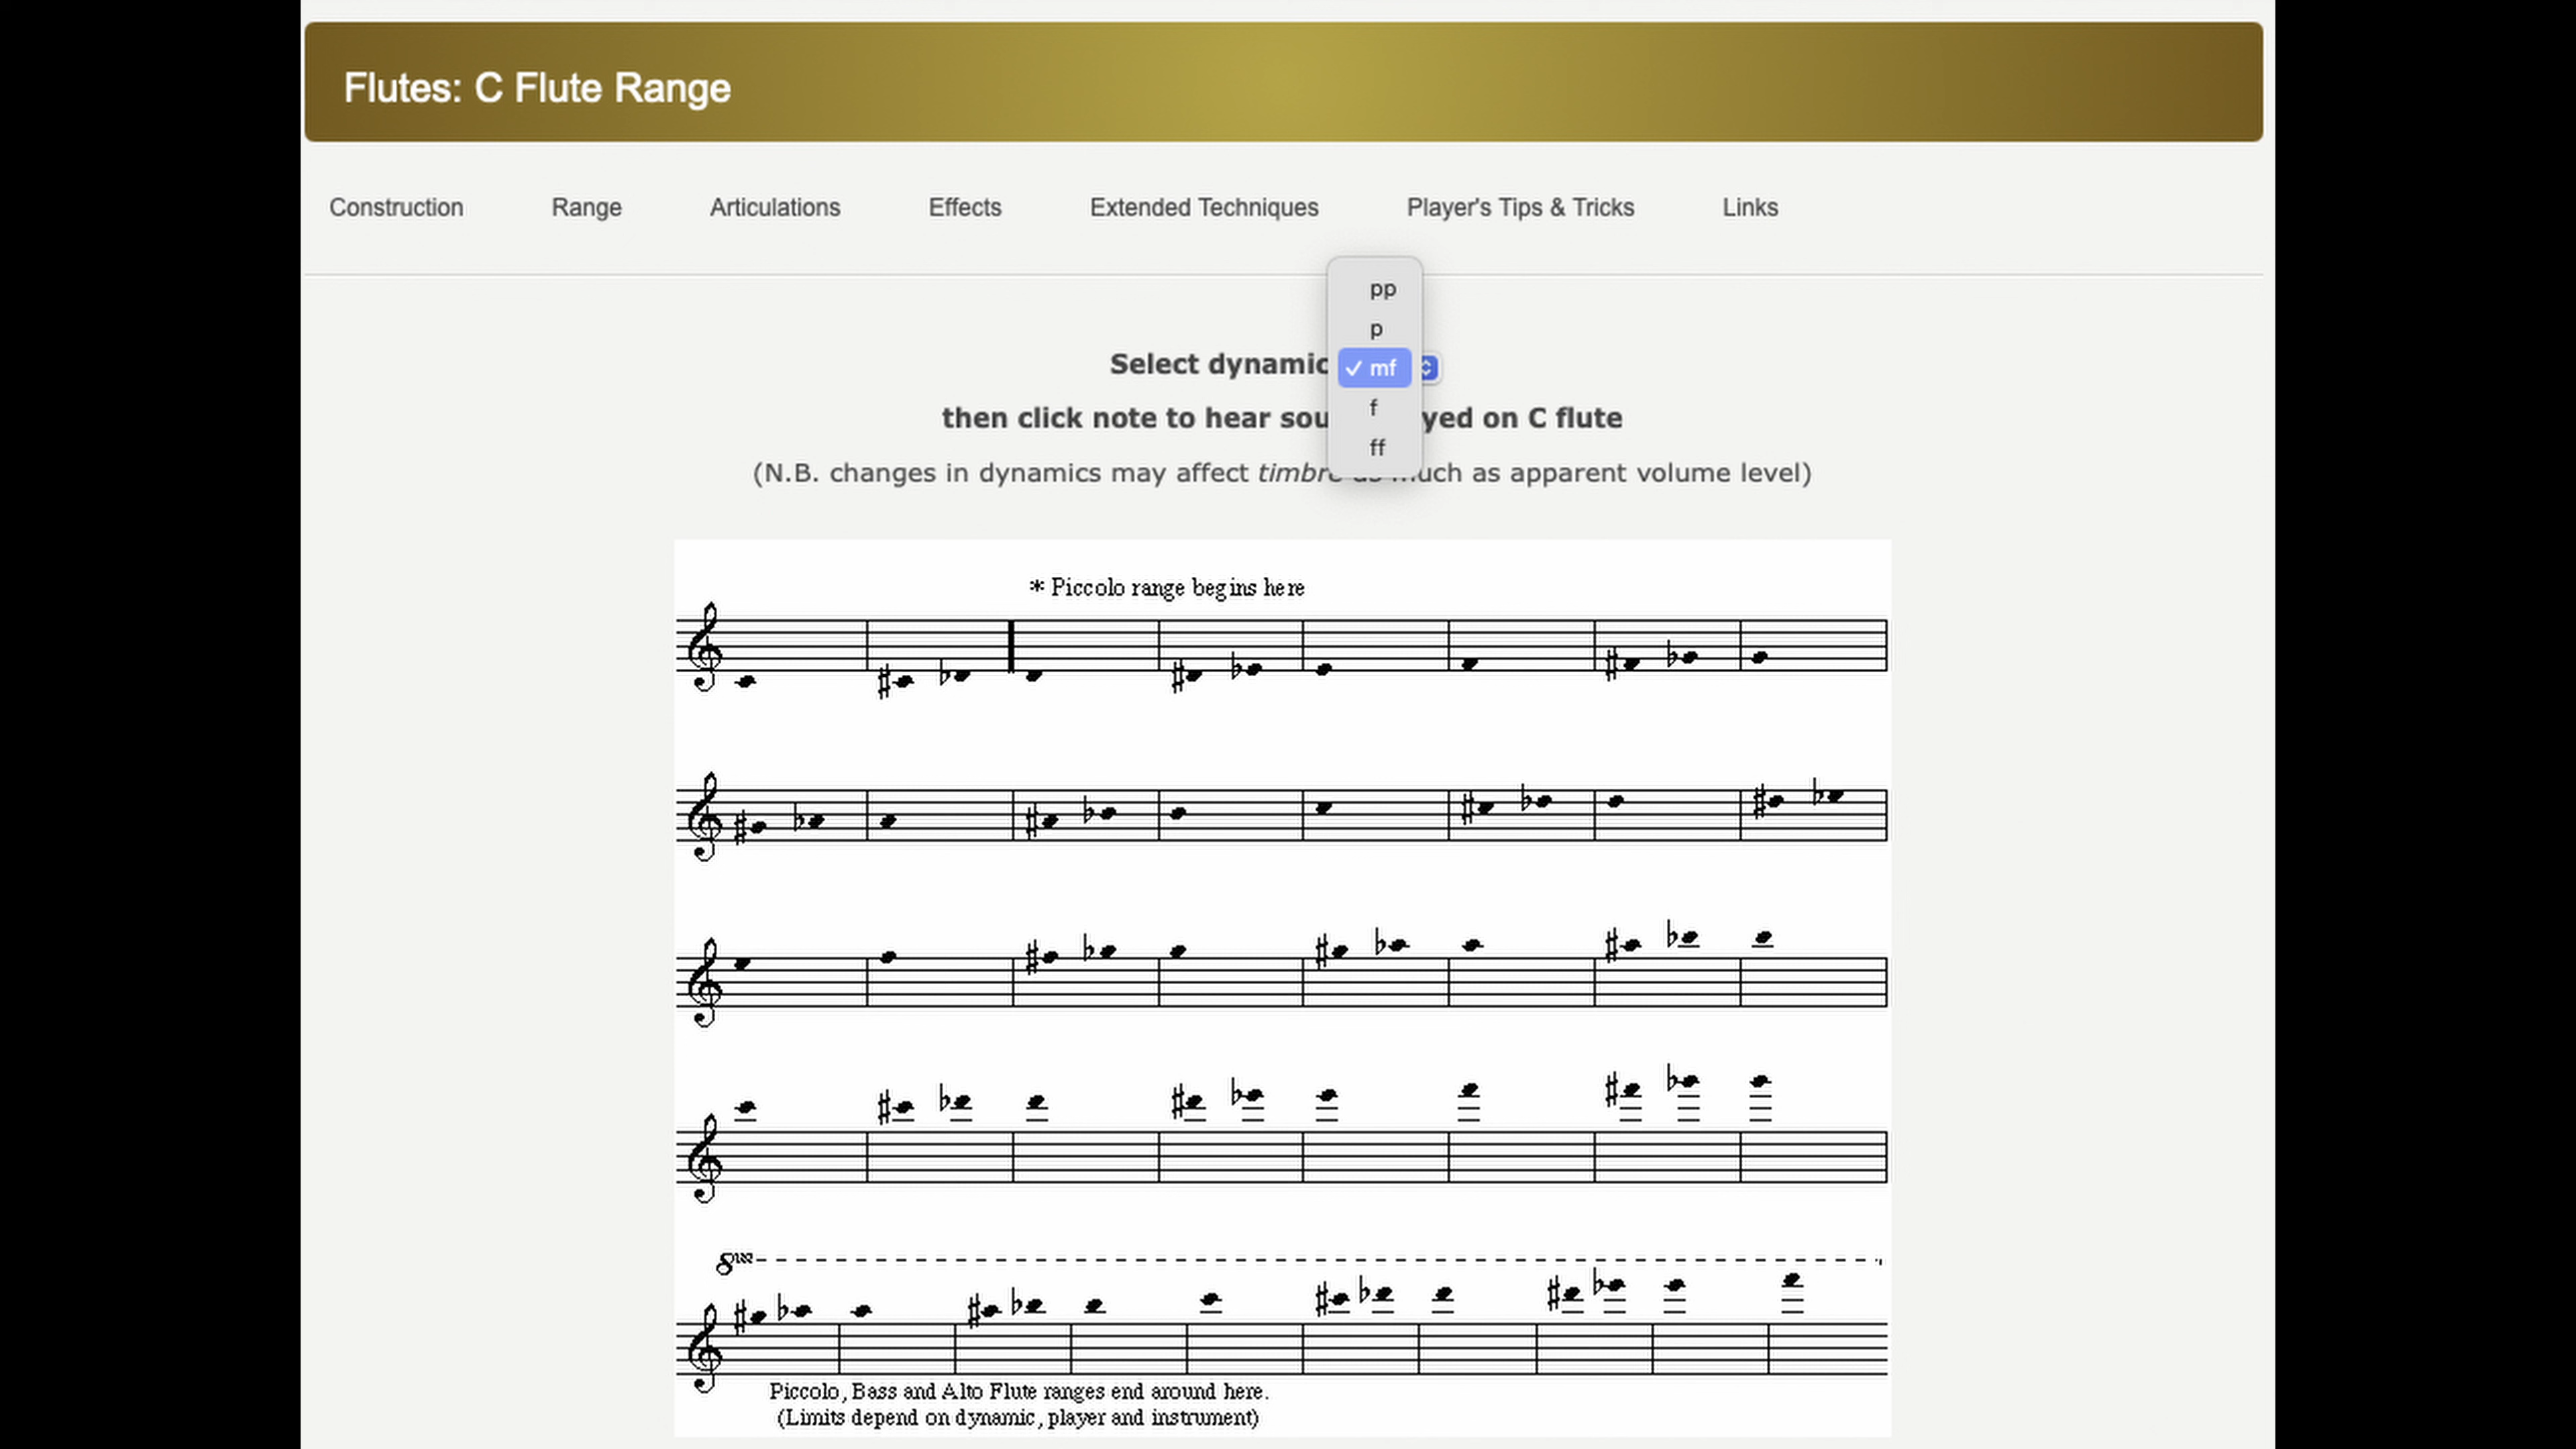 Flutes: C Flute Range
Construction Range Articulations Effects Extended Techniques Player's Tips & Tricks Links
pp
p
Select dynamic
✓ mf
then click note to hear sou yed on C flute
f
ff
(N.B. changes in dynamics may affect timbre as much as apparent volume level)
* Piccolo range begins here
8va
Piccolo, Bass and Alto Flute ranges end around here.
(Limits depend on dynamic, player and instrument)